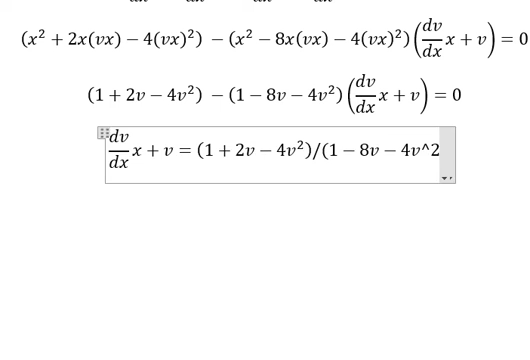 (x² + 2x(vx) − 4(vx)²) − (x² − 8x(vx) − 4(vx)²) (dv/dx x + v) = 0
(1 + 2v − 4v²) − (1 − 8v − 4v²) (dv/dx x + v) = 0
dv/dx x + v = (1 + 2v − 4v²)/(1 − 8v − 4v^2